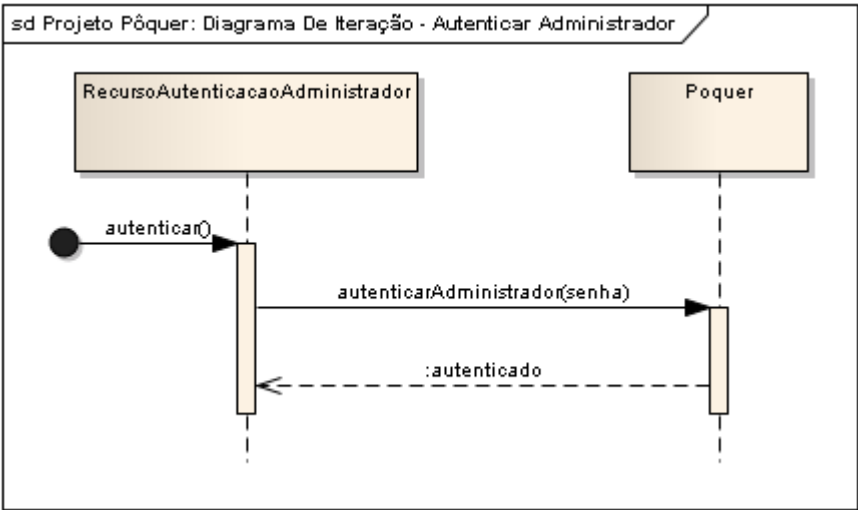 sd Projeto Pôquer: Diagrama De Iteração - Autenticar Administrador
RecursoAutenticacaoAdministrador
Poquer
autenticar()
autenticarAdministrador(senha)
:autenticado